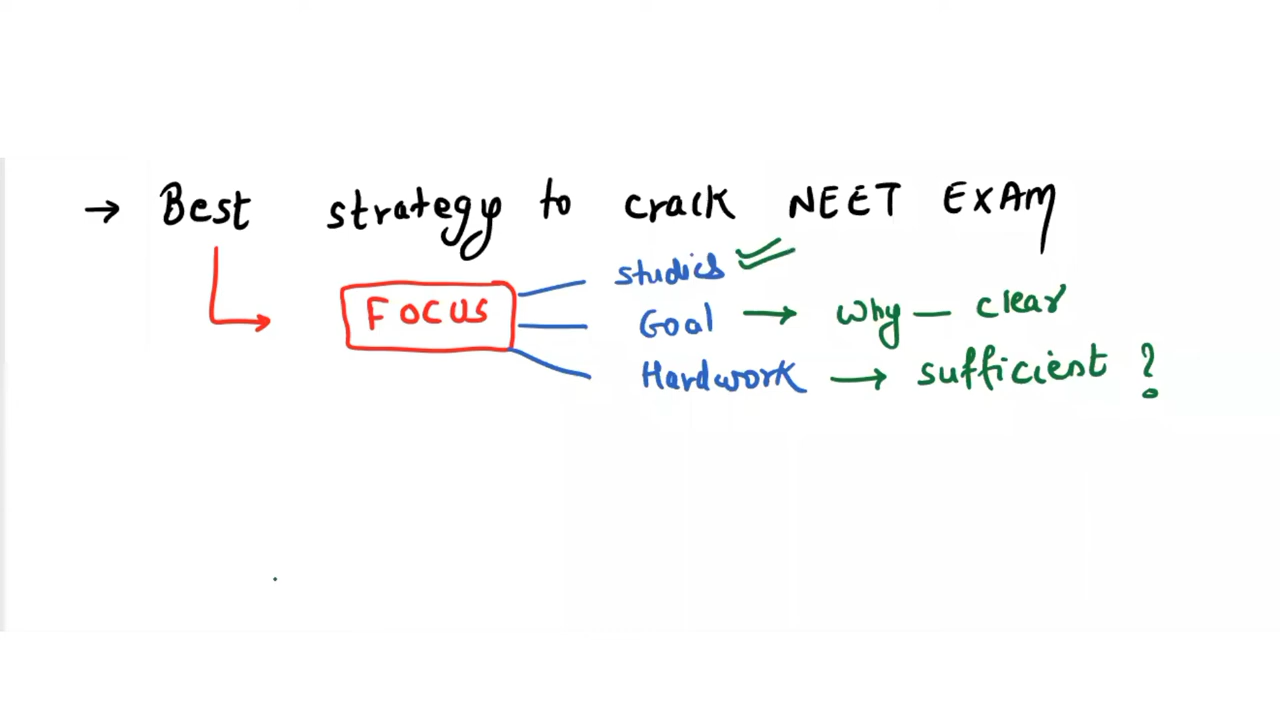 → Best strategy to crack NEET EXAM
FOCUS
studies
Goal → Why – clear
Hardwork → sufficient ?